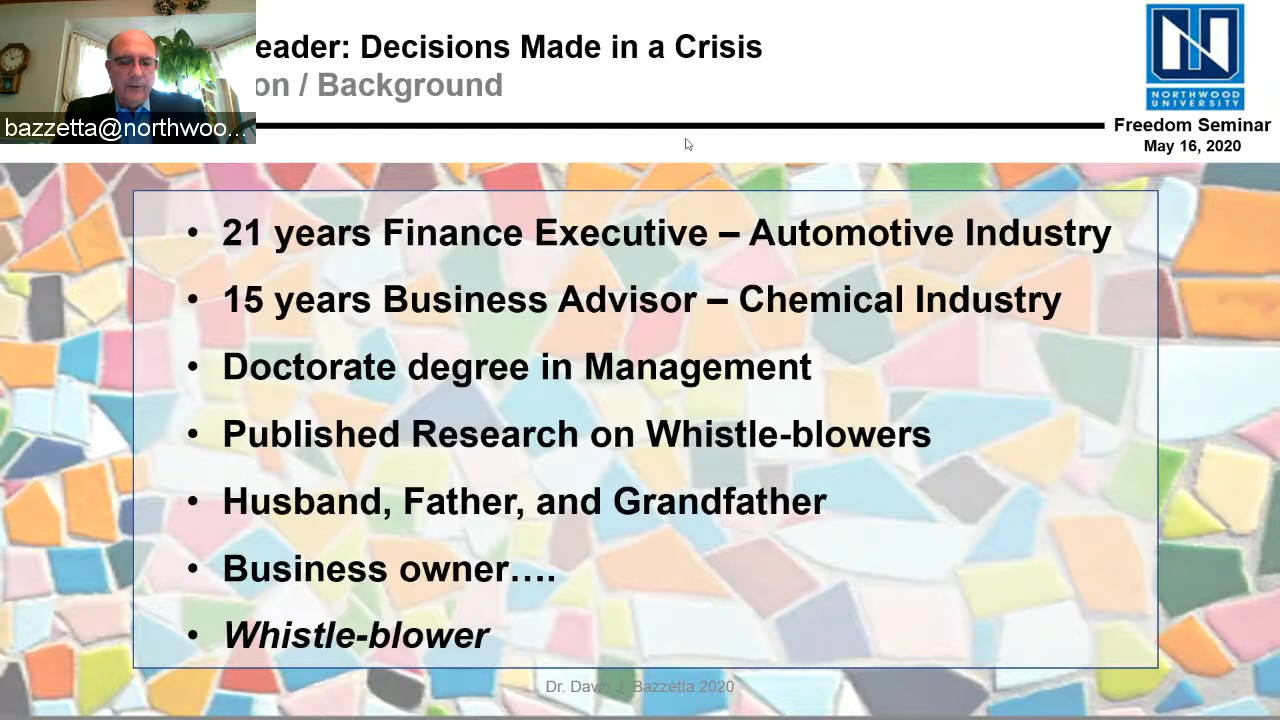 eader: Decisions Made in a Crisis
on / Background
bazzetta@northwoo...
NORTHWOOD
UNIVERSITY
Freedom Seminar
May 16, 2020
• 21 years Finance Executive – Automotive Industry
• 15 years Business Advisor – Chemical Industry
• Doctorate degree in Management
• Published Research on Whistle-blowers
• Husband, Father, and Grandfather
• Business owner….
• Whistle-blower
Dr. David J. Bazzetta 2020